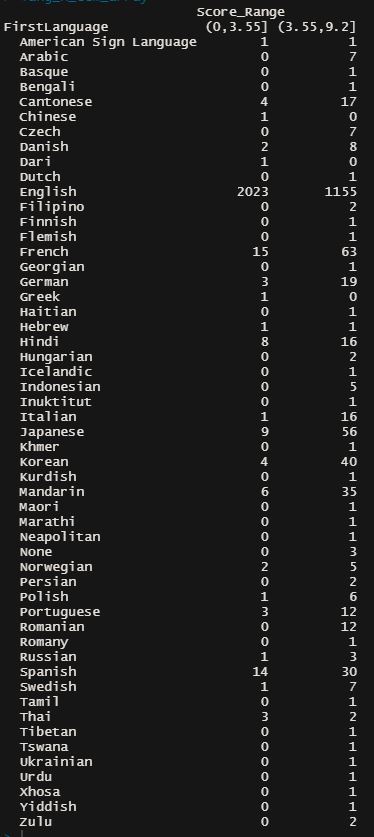 Score_Range
FirstLanguage (0,3.55] (3.55,9.2]
American Sign Language 1 1
Arabic 0 7
Basque 0 1
Bengali 0 1
Cantonese 4 17
Chinese 1 0
Czech 0 7
Danish 2 8
Dari 1 0
Dutch 0 1
English 2023 1155
Filipino 0 2
Finnish 0 1
Flemish 0 1
French 15 63
Georgian 0 1
German 3 19
Greek 1 0
Haitian 0 1
Hebrew 1 1
Hindi 8 16
Hungarian 0 2
Icelandic 0 1
Indonesian 0 5
Inuktitut 0 1
Italian 1 16
Japanese 9 56
Khmer 0 1
Korean 4 40
Kurdish 0 1
Mandarin 6 35
Maori 0 1
Marathi 0 1
Neapolitan 0 1
None 0 3
Norwegian 2 5
Persian 0 2
Polish 1 6
Portuguese 3 12
Romanian 0 12
Romany 0 1
Russian 1 3
Spanish 14 30
Swedish 1 7
Tamil 0 1
Thai 3 2
Tibetan 0 1
Tswana 0 1
Ukrainian 0 1
Urdu 0 1
Xhosa 0 1
Yiddish 0 1
Zulu 0 2